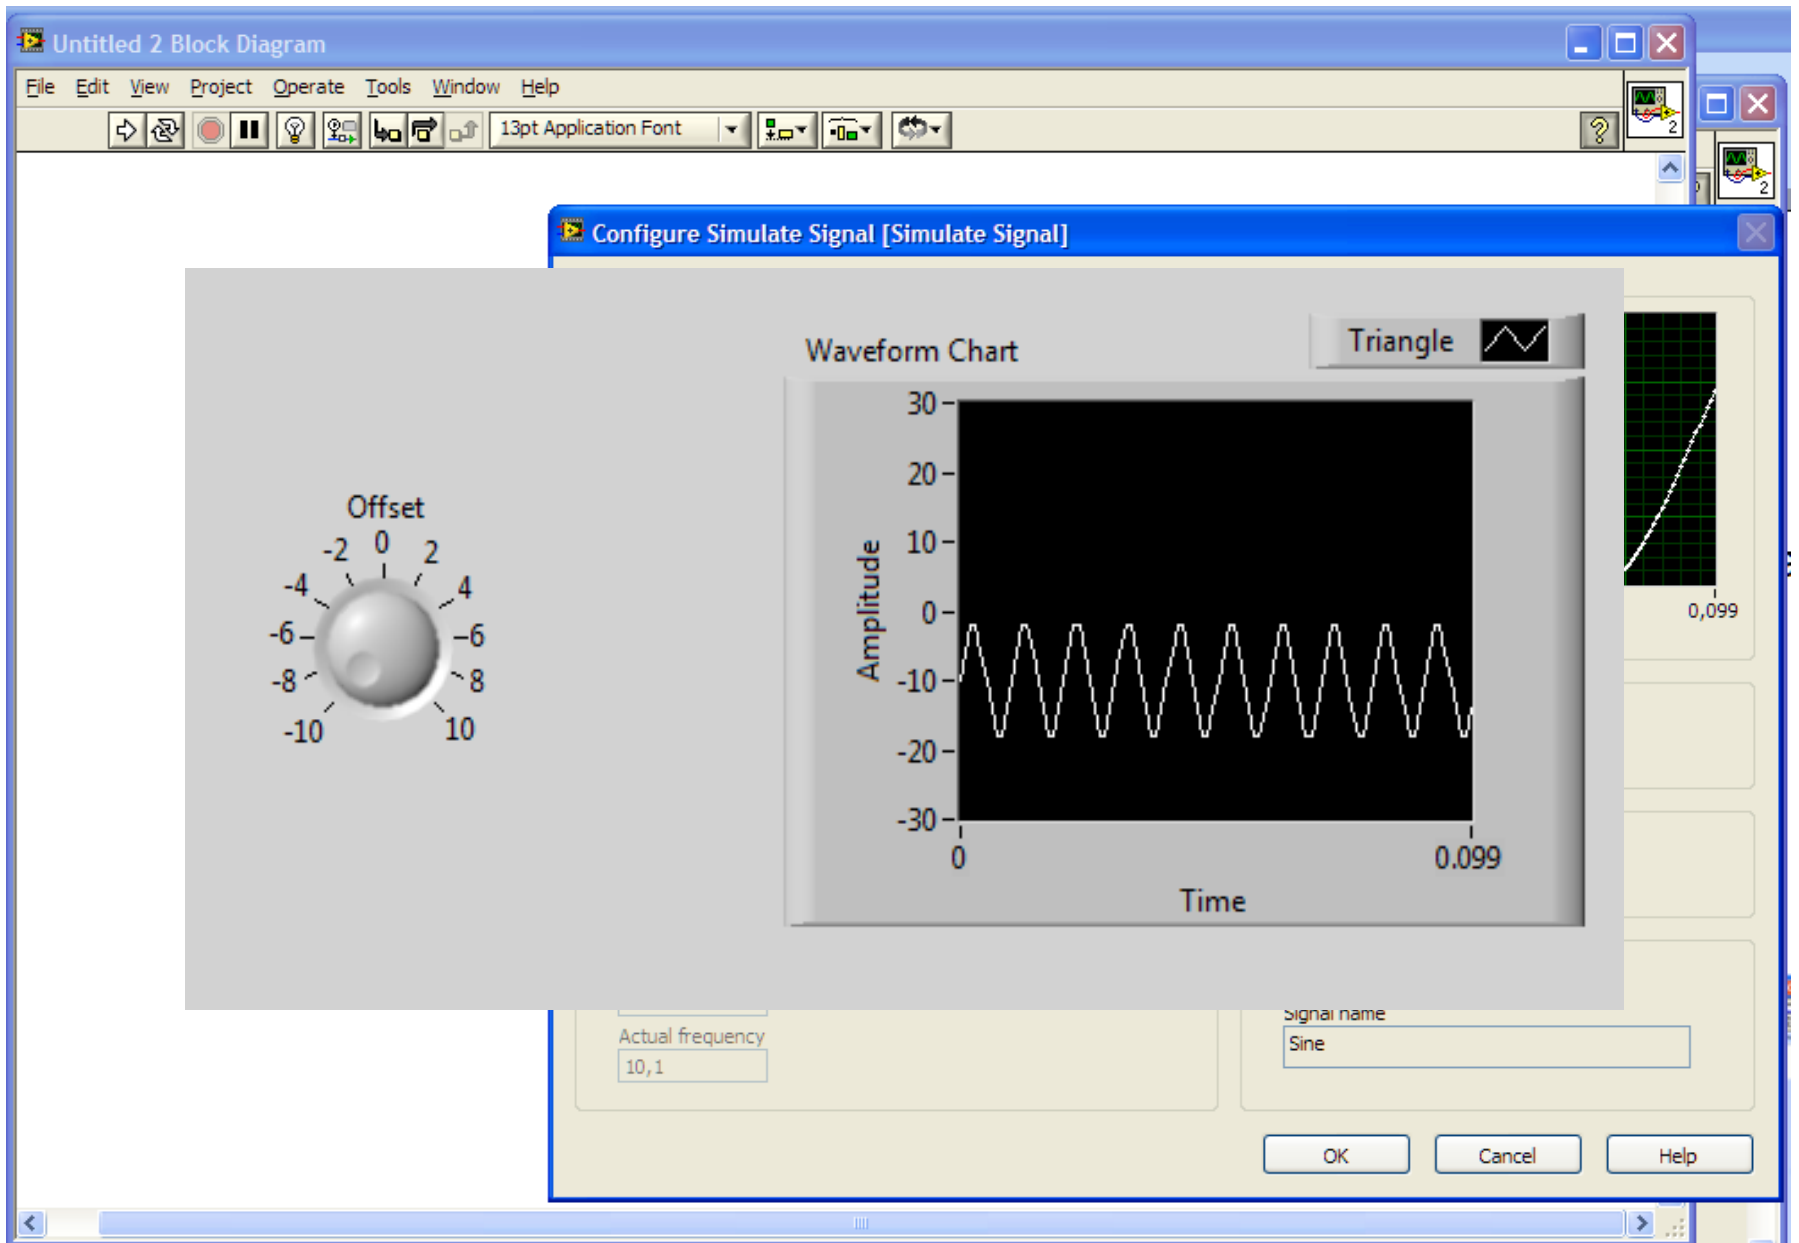 Untitled 2 Block Diagram
File Edit View Project Operate Tools Window Help
13pt Application Font
2
2
Configure Simulate Signal [Simulate Signal]
Waveform Chart
Triangle
30
20
10
0
-10
-20
-30
Amplitude
0
0.099
Time
Offset
-2 0 2
-4 4
-6 6
-8 8
-10 10
0,099
Actual frequency
10,1
Signal name
Sine
OK Cancel Help